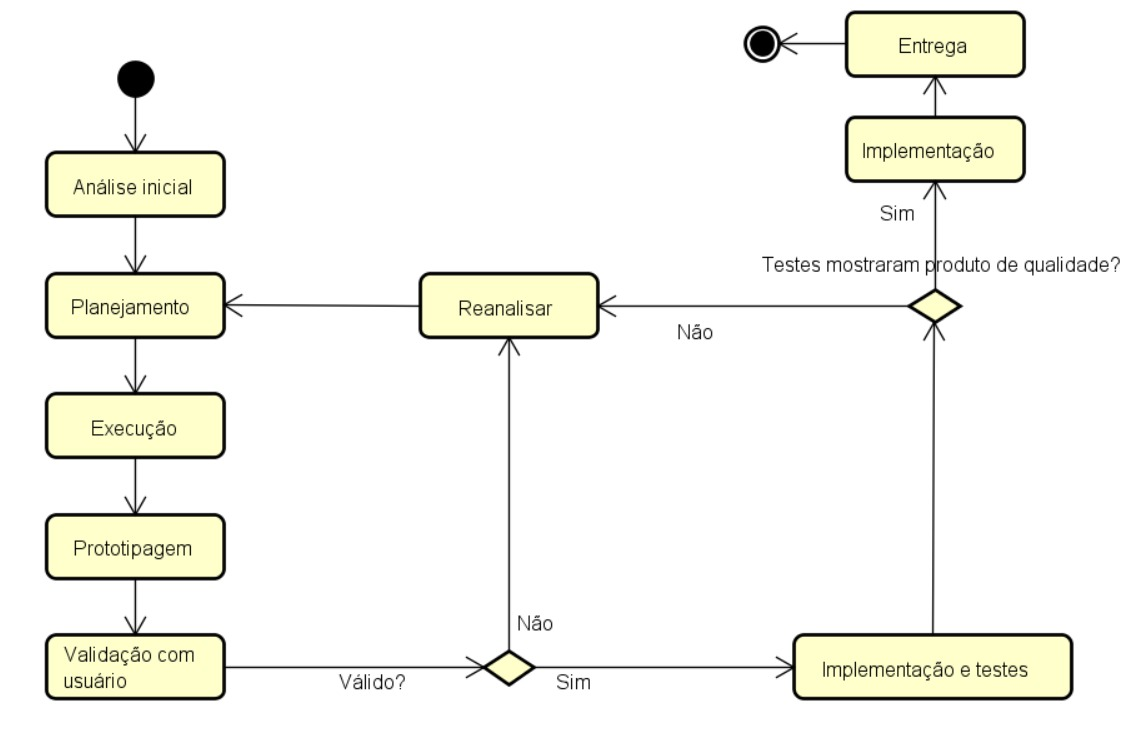 Entrega
Implementação
Sim
Testes mostraram produto de qualidade?
Análise inicial
Planejamento
Reanalisar
Não
Execução
Prototipagem
Validação com
usuário
Válido?
Não
Sim
Implementação e testes